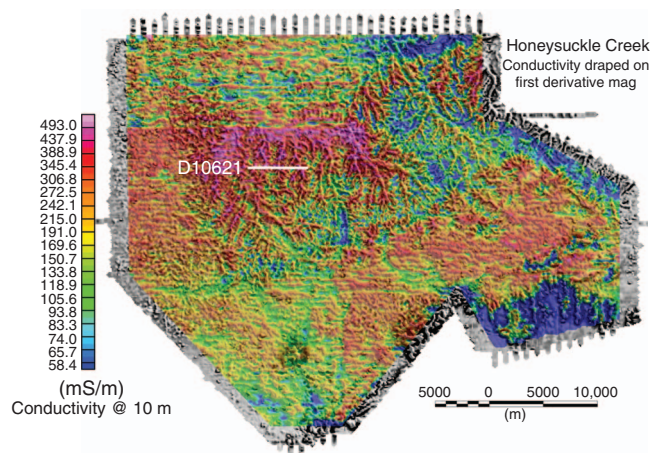 Honeysuckle Creek
Conductivity draped on
first derivative mag
D10621
493.0
437.9
388.9
345.4
306.6
272.5
242.1
215.0
191.0
169.6
150.7
133.8
118.9
105.6
93.8
83.3
74.0
65.7
58.4
(mS/m)
Conductivity @ 10 m
5000 0 5000 10,000
(m)